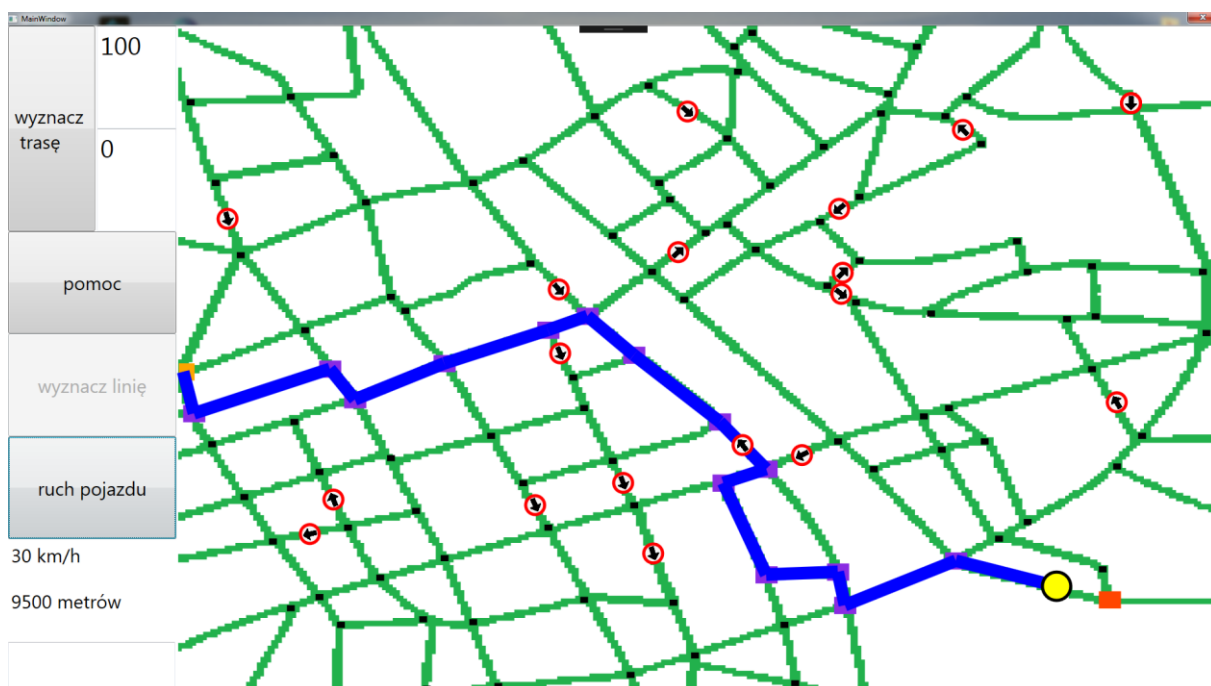 MainWindow
100
wyznacz
trasę
0
pomoc
wyznacz linię
ruch pojazdu
30 km/h
9500 metrów